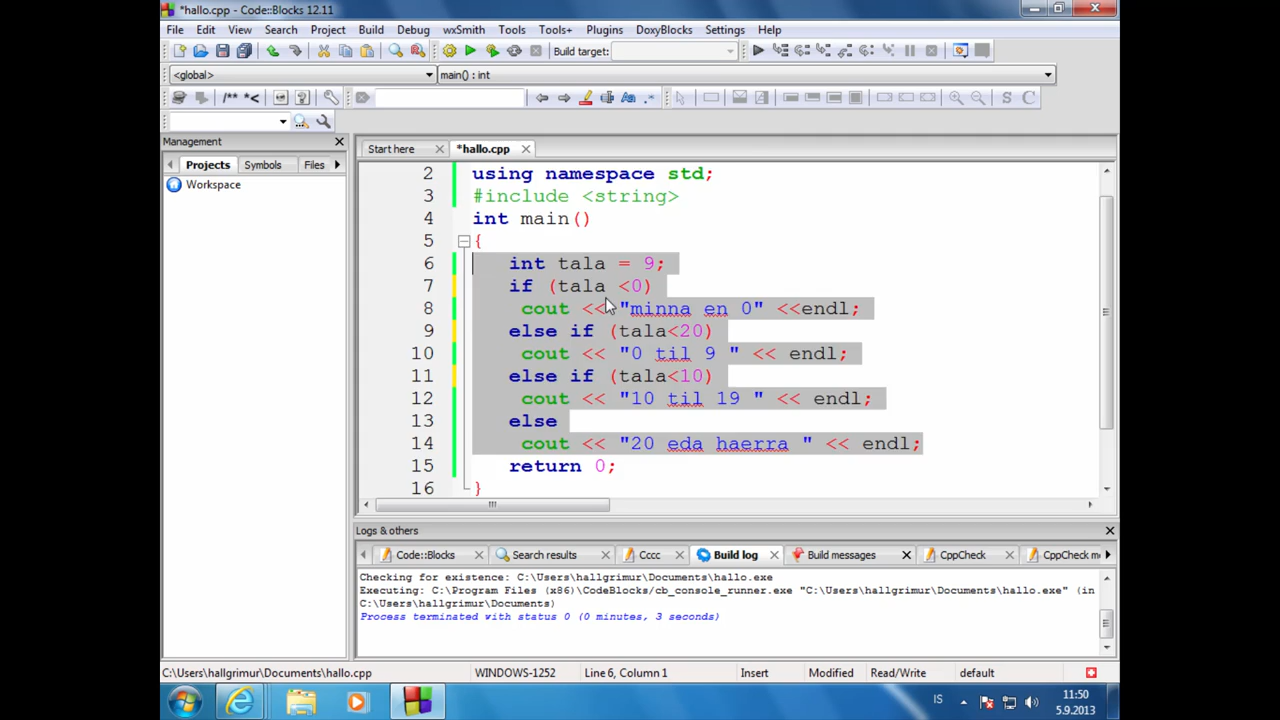 *hallo.cpp - Code::Blocks 12.11
File Edit View Search Project Build Debug wxSmith Tools Tools+ Plugins DoxyBlocks Settings Help
Build target:
<global> main() : int
/** *< Aa .* S C
Management
Start here *hallo.cpp
Projects Symbols Files
Workspace
2 using namespace std;
3 #include <string>
4 int main()
5 {
6 int tala = 9;
7 if (tala <0)
8 cout << "minna en 0" <<endl;
9 else if (tala<20)
10 cout << "0 til 9 " << endl;
11 else if (tala<10)
12 cout << "10 til 19 " << endl;
13 else
14 cout << "20 eda haerra " << endl;
15 return 0;
16 }
Logs & others
Code::Blocks Search results Cccc Build log Build messages CppCheck CppCheck me
Checking for existence: C:\Users\hallgrimur\Documents\hallo.exe
Executing: C:\Program Files (x86)\CodeBlocks/cb_console_runner.exe "C:\Users\hallgrimur\Documents\hallo.exe" (in
C:\Users\hallgrimur\Documents)
Process terminated with status 0 (0 minutes, 3 seconds)
C:\Users\hallgrimur\Documents\hallo.cpp WINDOWS-1252 Line 6, Column 1 Insert Modified Read/Write default
IS 11:50
5.9.2013